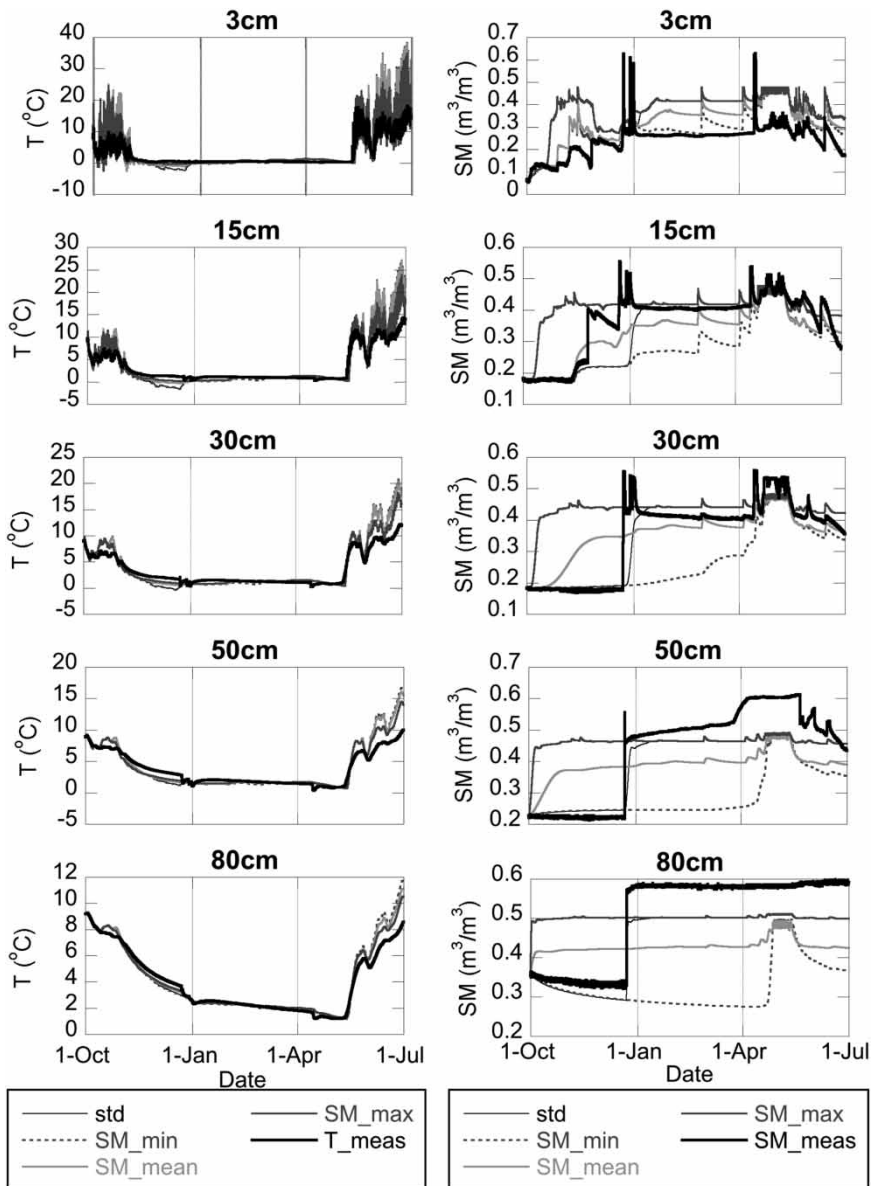 3cm
3cm
T (°C)
40
30
20
10
0
-10
SM (m³/m³)
0.6
0.5
0.4
0.3
0.2
0.1
0
15cm
15cm
T (°C)
30
25
20
15
10
5
0
-5
SM (m³/m³)
0.6
0.5
0.4
0.3
0.2
0.1
30cm
30cm
T (°C)
25
20
15
10
5
0
-5
SM (m³/m³)
0.6
0.5
0.4
0.3
0.2
0.1
50cm
50cm
T (°C)
20
15
10
5
0
-5
SM (m³/m³)
0.7
0.6
0.5
0.4
0.3
0.2
80cm
80cm
T (°C)
12
10
8
6
4
2
0
SM (m³/m³)
0.6
0.5
0.4
0.3
0.2
1-Oct 1-Jan 1-Apr 1-Jul
Date
1-Oct 1-Jan 1-Apr 1-Jul
Date
std SM_max
SM_min T_meas
SM_mean
std SM_max
SM_min SM_meas
SM_mean